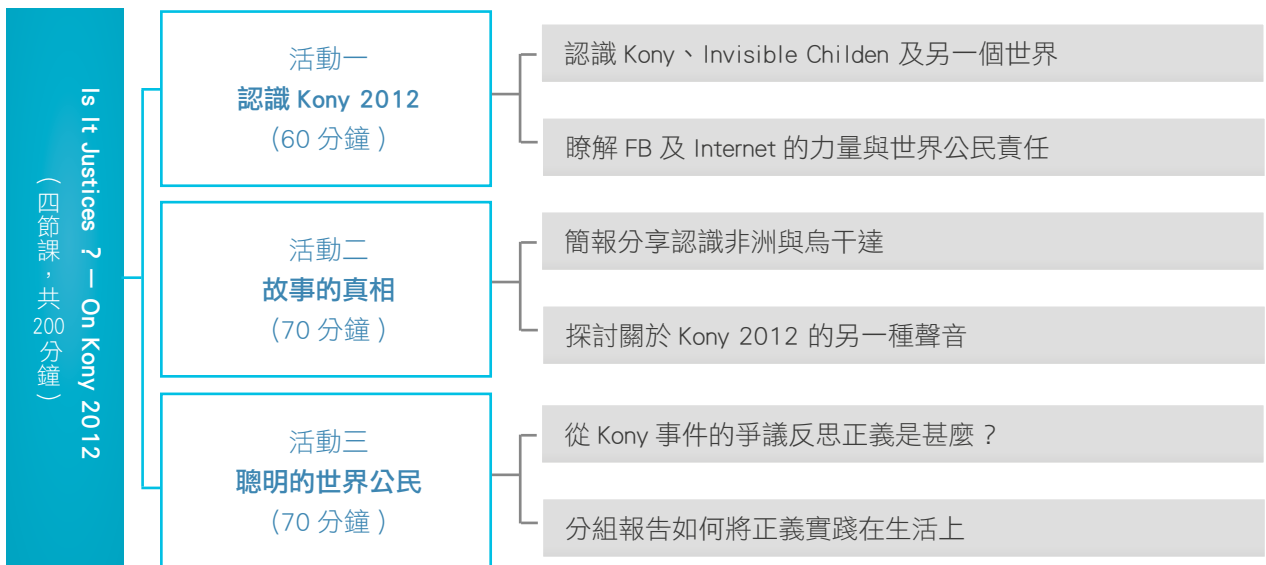 Is It Justices ? — On Kony 2012
（四節課，共 200 分鐘）
活動一
認識 Kony 2012
（60 分鐘）
認識 Kony、Invisible Childen 及另一個世界
瞭解 FB 及 Internet 的力量與世界公民責任
活動二
故事的真相
（70 分鐘）
簡報分享認識非洲與烏干達
探討關於 Kony 2012 的另一種聲音
活動三
聰明的世界公民
（70 分鐘）
從 Kony 事件的爭議反思正義是甚麼？
分組報告如何將正義實踐在生活上